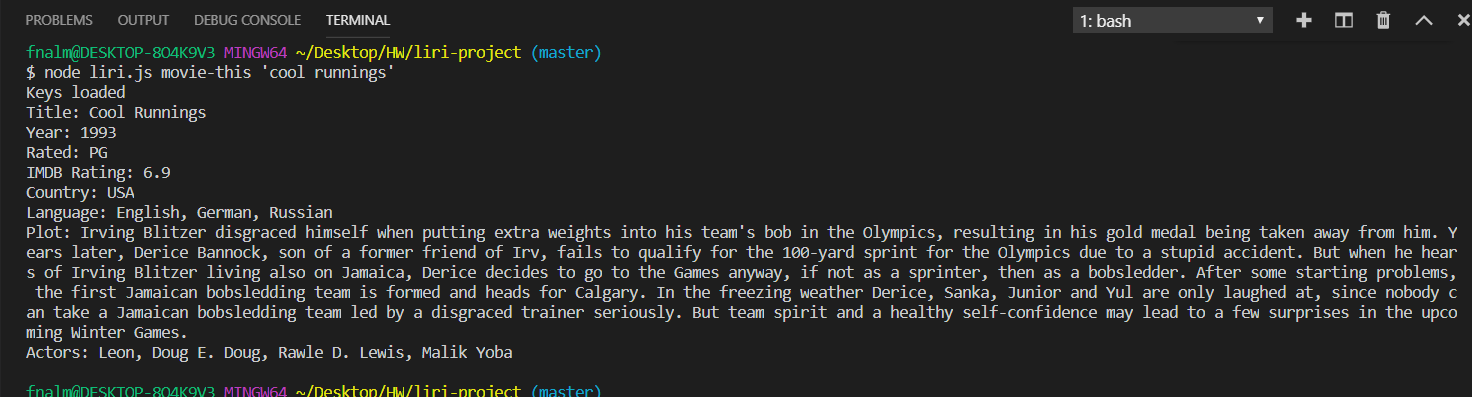 PROBLEMS OUTPUT DEBUG CONSOLE TERMINAL 1: bash
fnalm@DESKTOP-8O4K9V3 MINGW64 ~/Desktop/HW/liri-project (master)
$ node liri.js movie-this 'cool runnings'
Keys loaded
Title: Cool Runnings
Year: 1993
Rated: PG
IMDB Rating: 6.9
Country: USA
Language: English, German, Russian
Plot: Irving Blitzer disgraced himself when putting extra weights into his team's bob in the Olympics, resulting in his gold medal being taken away from him. Y
ears later, Derice Bannock, son of a former friend of Irv, fails to qualify for the 100-yard sprint for the Olympics due to a stupid accident. But when he hear
s of Irving Blitzer living also on Jamaica, Derice decides to go to the Games anyway, if not as a sprinter, then as a bobsledder. After some starting problems,
 the first Jamaican bobsledding team is formed and heads for Calgary. In the freezing weather Derice, Sanka, Junior and Yul are only laughed at, since nobody c
an take a Jamaican bobsledding team led by a disgraced trainer seriously. But team spirit and a healthy self-confidence may lead to a few surprises in the upco
ming Winter Games.
Actors: Leon, Doug E. Doug, Rawle D. Lewis, Malik Yoba
fnalm@DESKTOP-8O4K9V3 MINGW64 ~/Desktop/HW/liri-project (master)